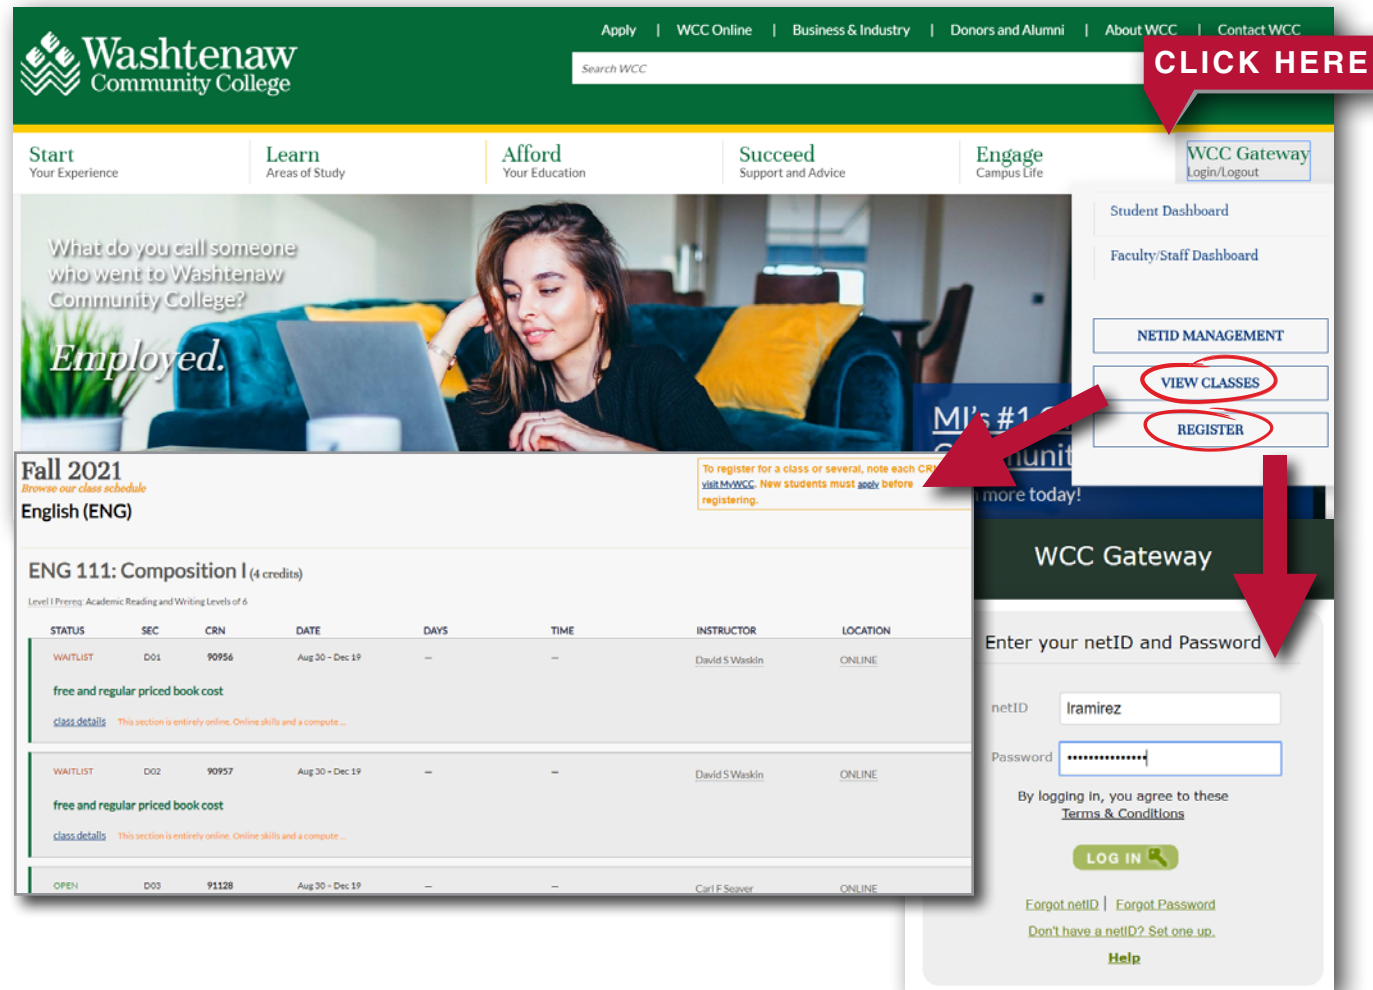 Apply | WCC Online | Business & Industry | Donors and Alumni | About WCC | Contact WCC
Washtenaw
Community College
Search WCC
CLICK HERE
Start
Your Experience
Learn
Areas of Study
Afford
Your Education
Succeed
Support and Advice
Engage
Campus Life
WCC Gateway
Login/Logout
Student Dashboard
Faculty/Staff Dashboard
NETID MANAGEMENT
VIEW CLASSES
REGISTER
What do you call someone
who went to Washtenaw
Community College?
Employed.
MI's #1
more today!
Fall 2021
Browse our class schedule
English (ENG)
To register for a class or several, note each
visit MyWCC. New students must apply before
registering.
ENG 111: Composition I (4 credits)
Level I Prereq: Academic Reading and Writing Levels of 6
STATUS SEC CRN DATE DAYS TIME INSTRUCTOR LOCATION
WAITLIST D01 90956 Aug 30 – Dec 19 — — David S Waskin ONLINE
free and regular priced book cost
class details This section is entirely online. Online skills and a compute ...
WAITLIST D02 90957 Aug 30 – Dec 19 — — David S Waskin ONLINE
free and regular priced book cost
class details This section is entirely online. Online skills and a compute ...
OPEN D03 91128 Aug 30 – Dec 19 — — Carl F Seaver ONLINE
WCC Gateway
Enter your netID and Password
netID lramirez
Password •••••••••••••••
By logging in, you agree to these
Terms & Conditions
LOG IN
Forgot netID | Forgot Password
Don't have a netID? Set one up.
Help